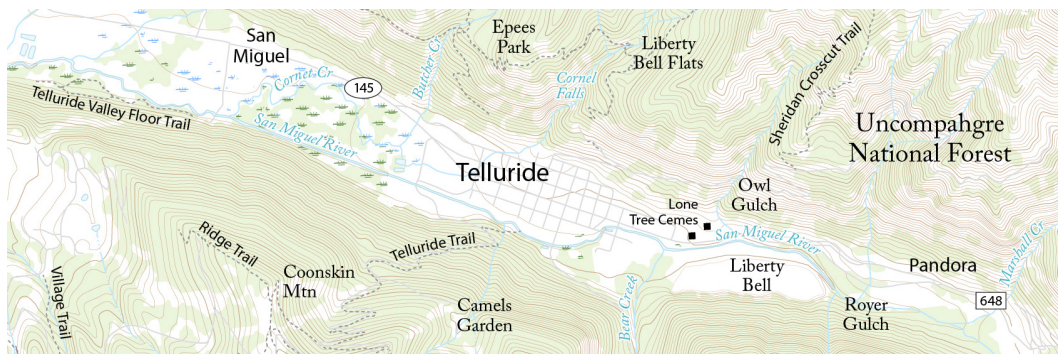 San
Miguel
Cornet Cr
145
Butcher Cr
Epees
Park
Liberty
Bell Flats
Cornel
Falls
Sheridan Crosscut Trail
Uncompahgre
National Forest
Telluride Valley Floor Trail
San Miguel River
Telluride
Owl
Gulch
Lone
Tree Cemes
San Miguel River
Ridge Trail
Telluride Trail
Village Trail
Coonskin
Mtn
Camels
Garden
Bear Creek
Liberty
Bell
Royer
Gulch
Pandora
Marshall Cr
648